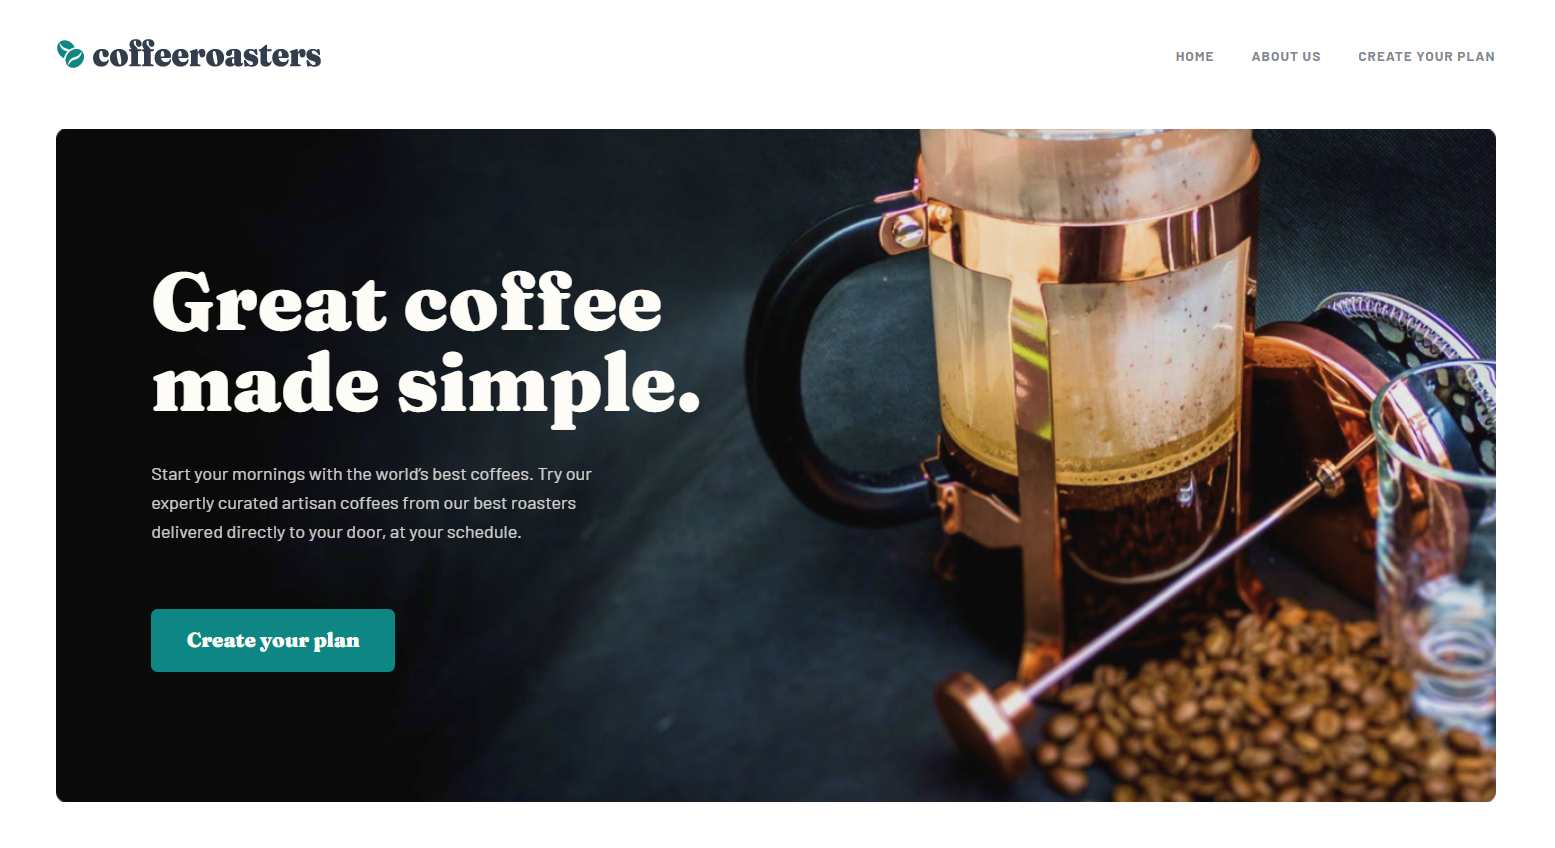 coffeeroasters
HOME
ABOUT US
CREATE YOUR PLAN
Great coffee
made simple.
Start your mornings with the world’s best coffees. Try our
expertly curated artisan coffees from our best roasters
delivered directly to your door, at your schedule.
Create your plan